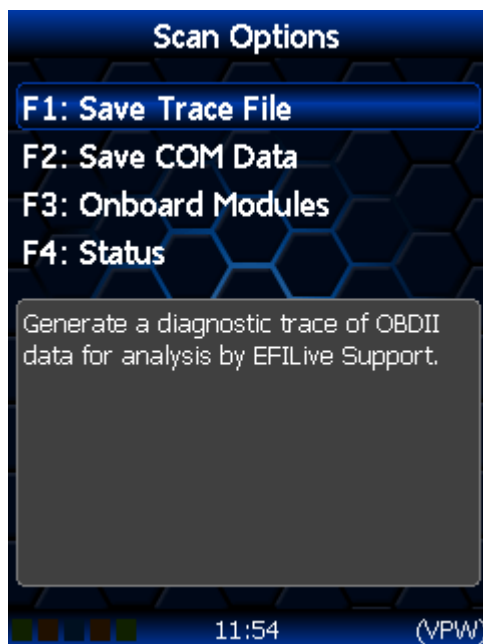 Scan Options
F1: Save Trace File
F2: Save COM Data
F3: Onboard Modules
F4: Status
Generate a diagnostic trace of OBDII
data for analysis by EFILive Support.
11:54 (VPW)